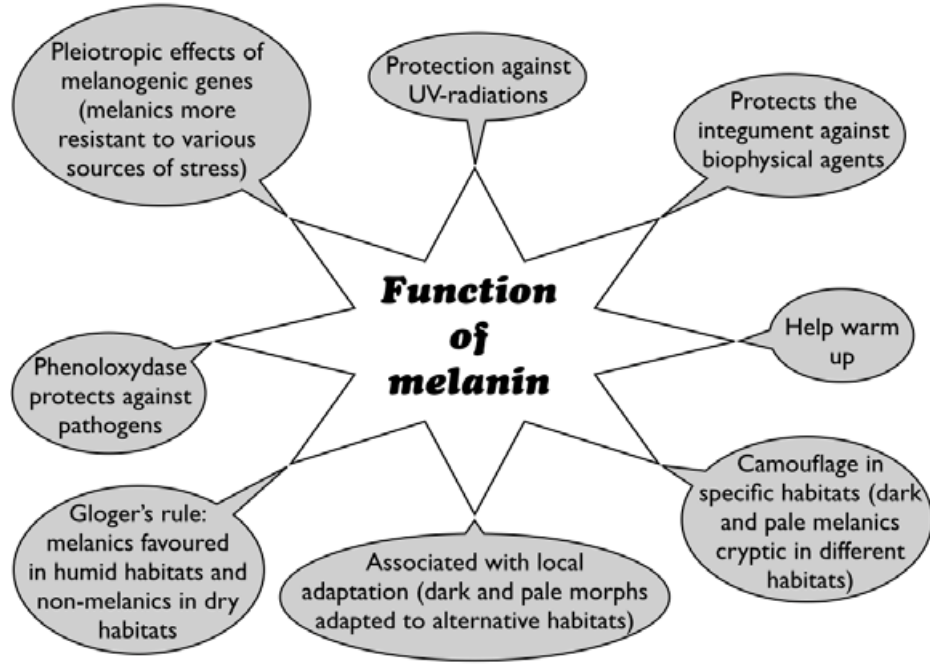 Pleiotropic effects of
melanogenic genes
(melanics more
resistant to various
sources of stress)
Protection against
UV-radiations
Protects the
integument against
biophysical agents
Function
of
melanin
Help warm
up
Phenoloxydase
protects against
pathogens
Camouflage in
specific habitats (dark
and pale melanics
cryptic in different
habitats)
Gloger's rule:
melanics favoured
in humid habitats and
non-melanics in dry
habitats
Associated with local
adaptation (dark and pale morphs
adapted to alternative habitats)